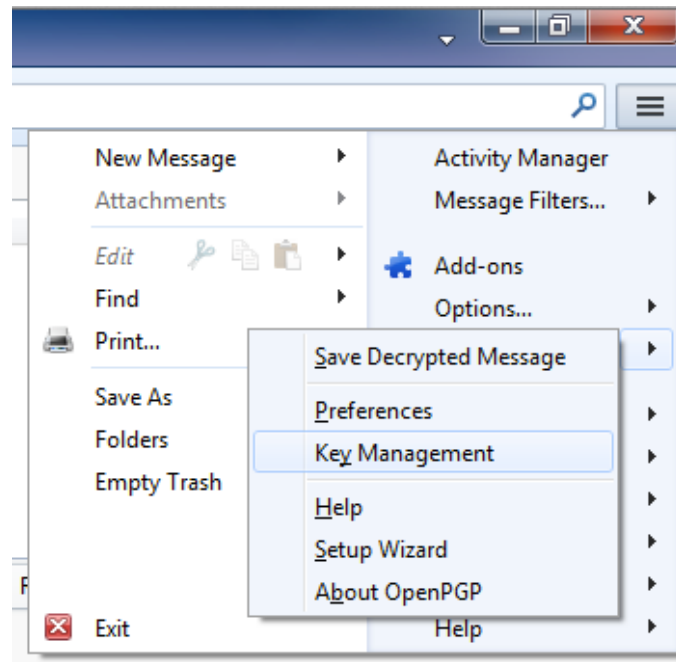 New Message
Attachments
Edit
Find
Print...
Save As
Folders
Empty Trash
Exit
Activity Manager
Message Filters...
Add-ons
Options...
Help
Save Decrypted Message
Preferences
Key Management
Help
Setup Wizard
About OpenPGP